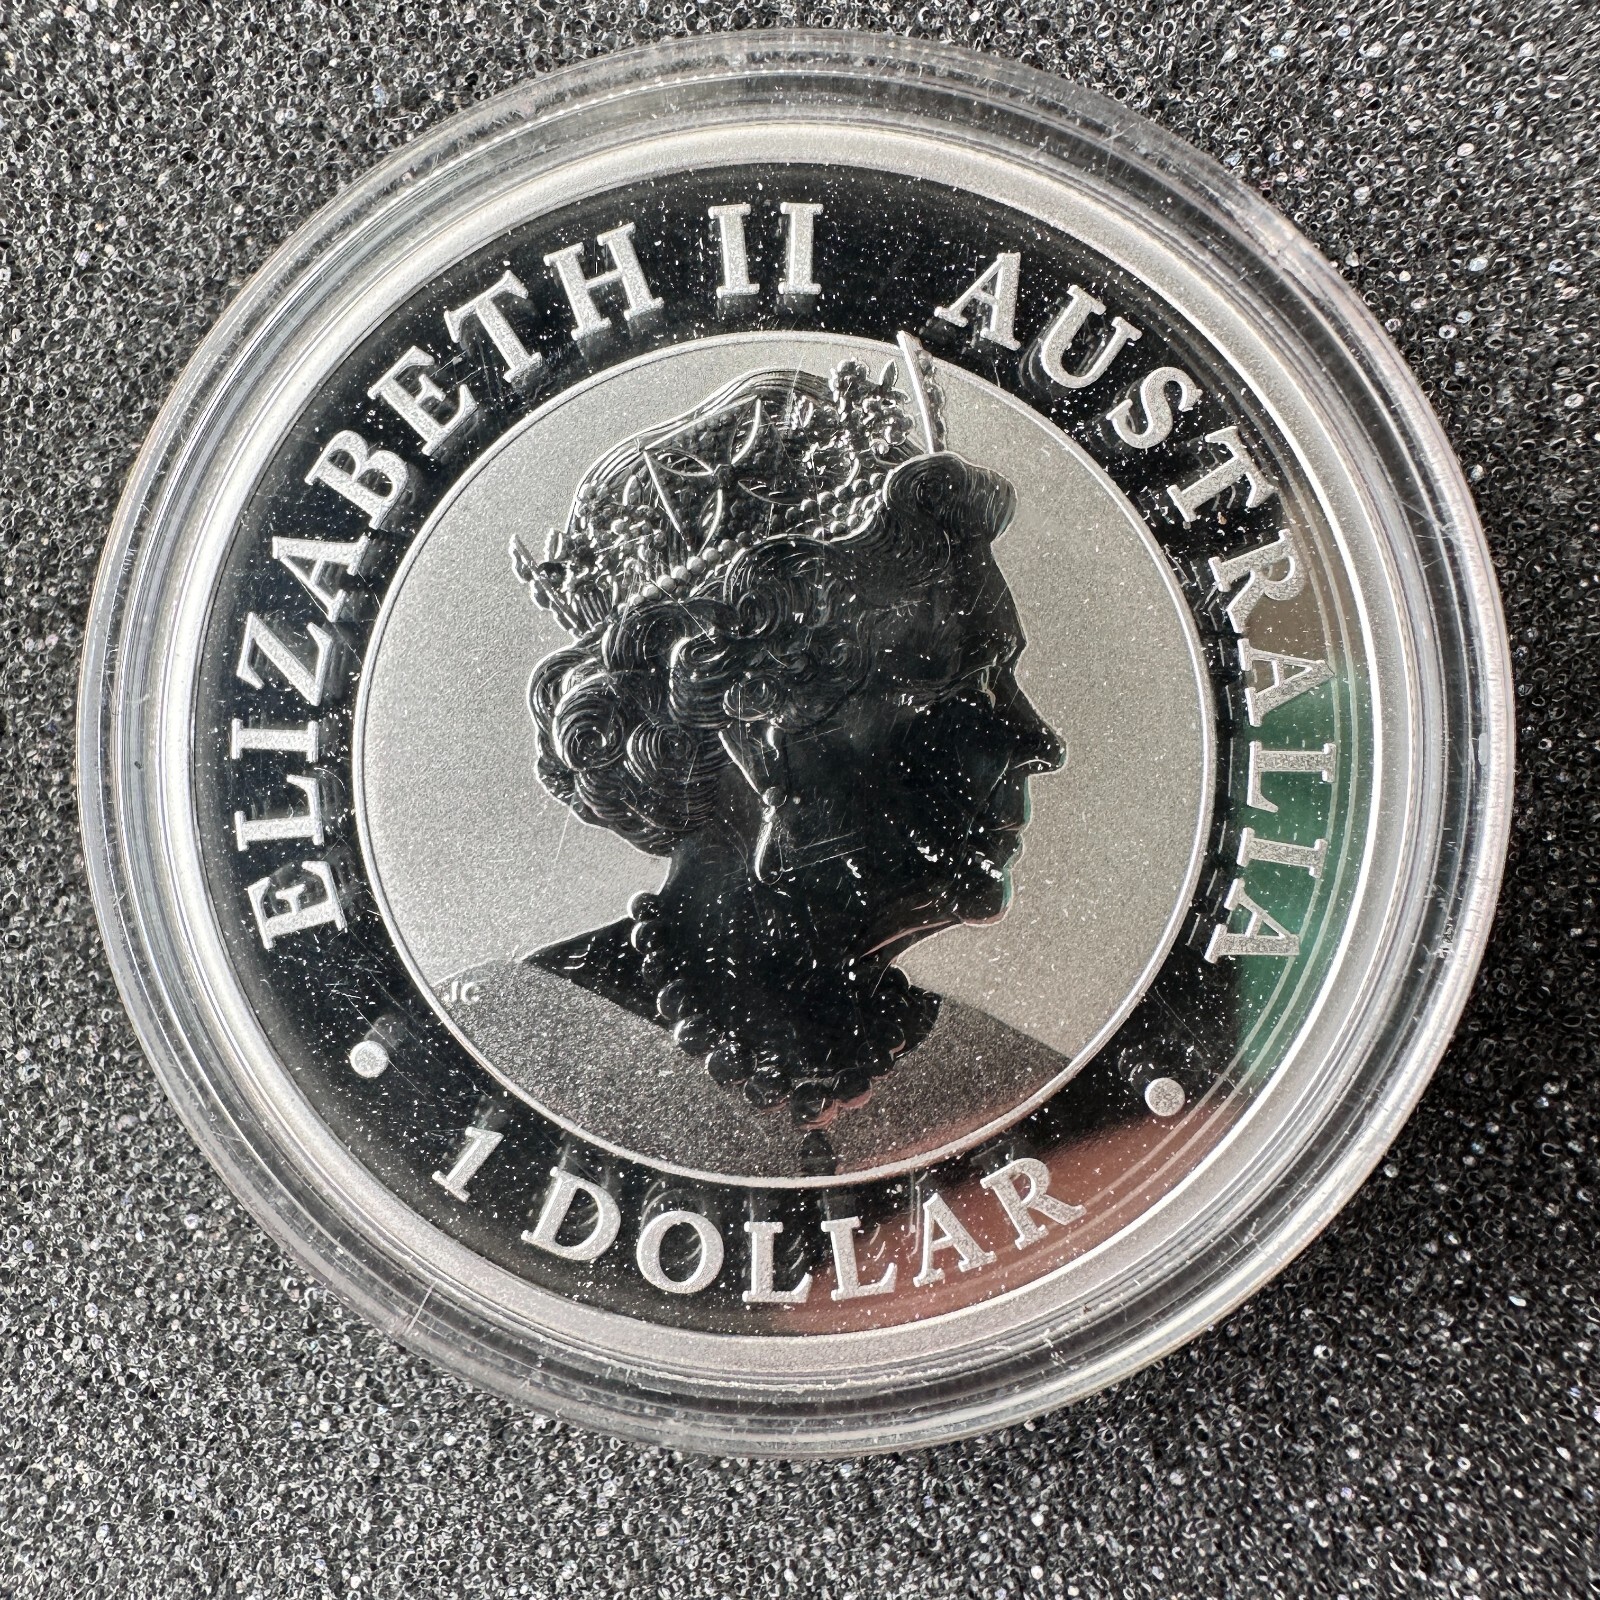 ELIZABETH II AUSTRALIA
JC
• 1 DOLLAR •